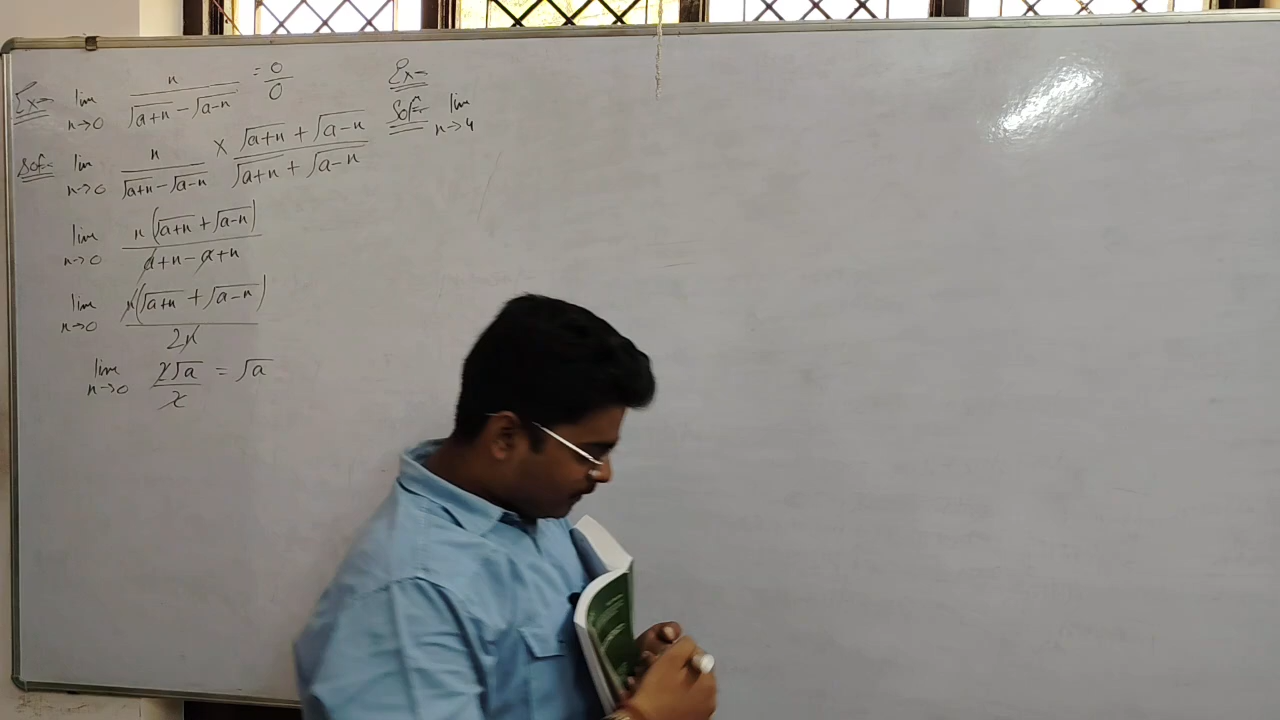 Ex- lim n→0 n/(√(a+n) - √(a-n)) = 0/0
Sol- lim n→0 n/(√(a+n) - √(a-n)) × (√(a+n) + √(a-n))/(√(a+n) + √(a-n))
lim n→0 n(√(a+n) + √(a-n))/(a+n-a+n)
lim n→0 n(√(a+n) + √(a-n))/2n
lim n→0 2√a/2 = √a
Ex-
Sol- lim n→4